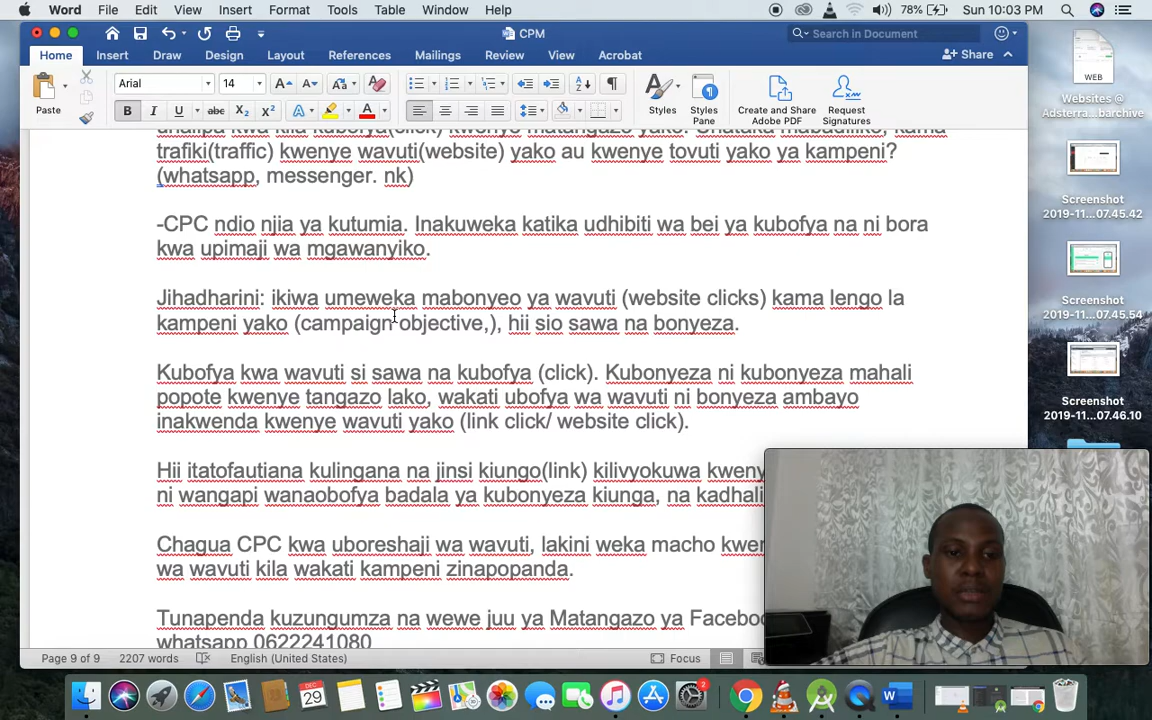 Word File Edit View Insert Format Tools Table Window Help 78% Sun 10:03 PM
CPM
Search in Document
Home Insert Draw Design Layout References Mailings Review View Acrobat Share
Paste
Arial 14
Styles Styles Pane Create and Share Adobe PDF Request Signatures
trafiki(traffic) kwenye wavuti(website) yako au kwenye tovuti yako ya kampeni?
(whatsapp, messenger. nk)
-CPC ndio njia ya kutumia. Inakuweka katika udhibiti wa bei ya kubofya na ni bora
kwa upimaji wa mgawanyiko.
Jihadharini: ikiwa umeweka mabonyeo ya wavuti (website clicks) kama lengo la
kampeni yako (campaign objective,), hii sio sawa na bonyeza.
Kubofya kwa wavuti si sawa na kubofya (click). Kubonyeza ni kubonyeza mahali
popote kwenye tangazo lako, wakati ubofya wa wavuti ni bonyeza ambayo
inakwenda kwenye wavuti yako (link click/ website click).
Hii itatofautiana kulingana na jinsi kiungo(link) kilivyokuwa
ni wangapi wanaobofya badala ya kubonyeza kiunga, na kadhali
Chagua CPC kwa uboreshaji wa wavuti, lakini weka macho
wa wavuti kila wakati kampeni zinapopanda.
Tunapenda kuzungumza na wewe juu ya Matangazo ya
whatsapp 0622241080
Page 9 of 9 2207 words English (United States) Focus
WEB
Websites @
Adsterra...barchive
Screenshot
2019-11...07.45.42
Screenshot
2019-11...07.45.54
Screenshot
2019-11...07.46.10
DEC
29
2